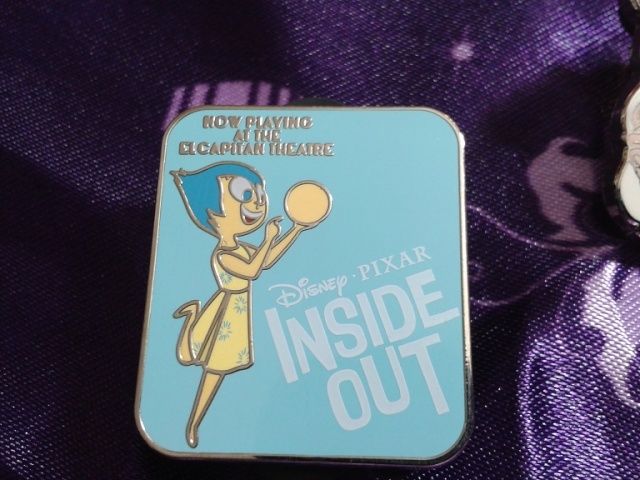 NOW PLAYING
AT THE
EL CAPITAN THEATRE
Disney · PIXAR
INSIDE
OUT